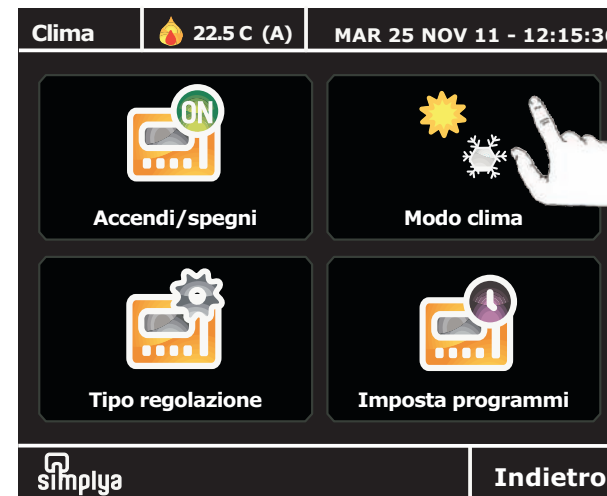 Clima 22.5 C (A) MAR 25 NOV 11 - 12:15:36
ON
Accendi/spegni Modo clima
Tipo regolazione Imposta programmi
simplya Indietro